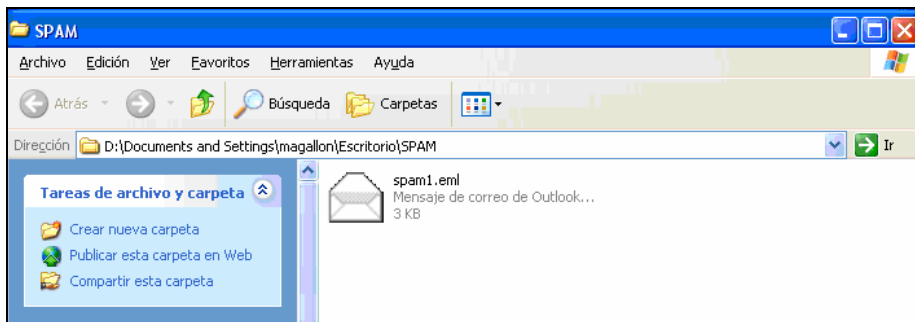 SPAM
Archivo Edición Ver Favoritos Herramientas Ayuda
Atrás Búsqueda Carpetas
Dirección D:\Documents and Settings\magallon\Escritorio\SPAM Ir
Tareas de archivo y carpeta
Crear nueva carpeta
Publicar esta carpeta en Web
Compartir esta carpeta
spam1.eml
Mensaje de correo de Outlook...
3 KB